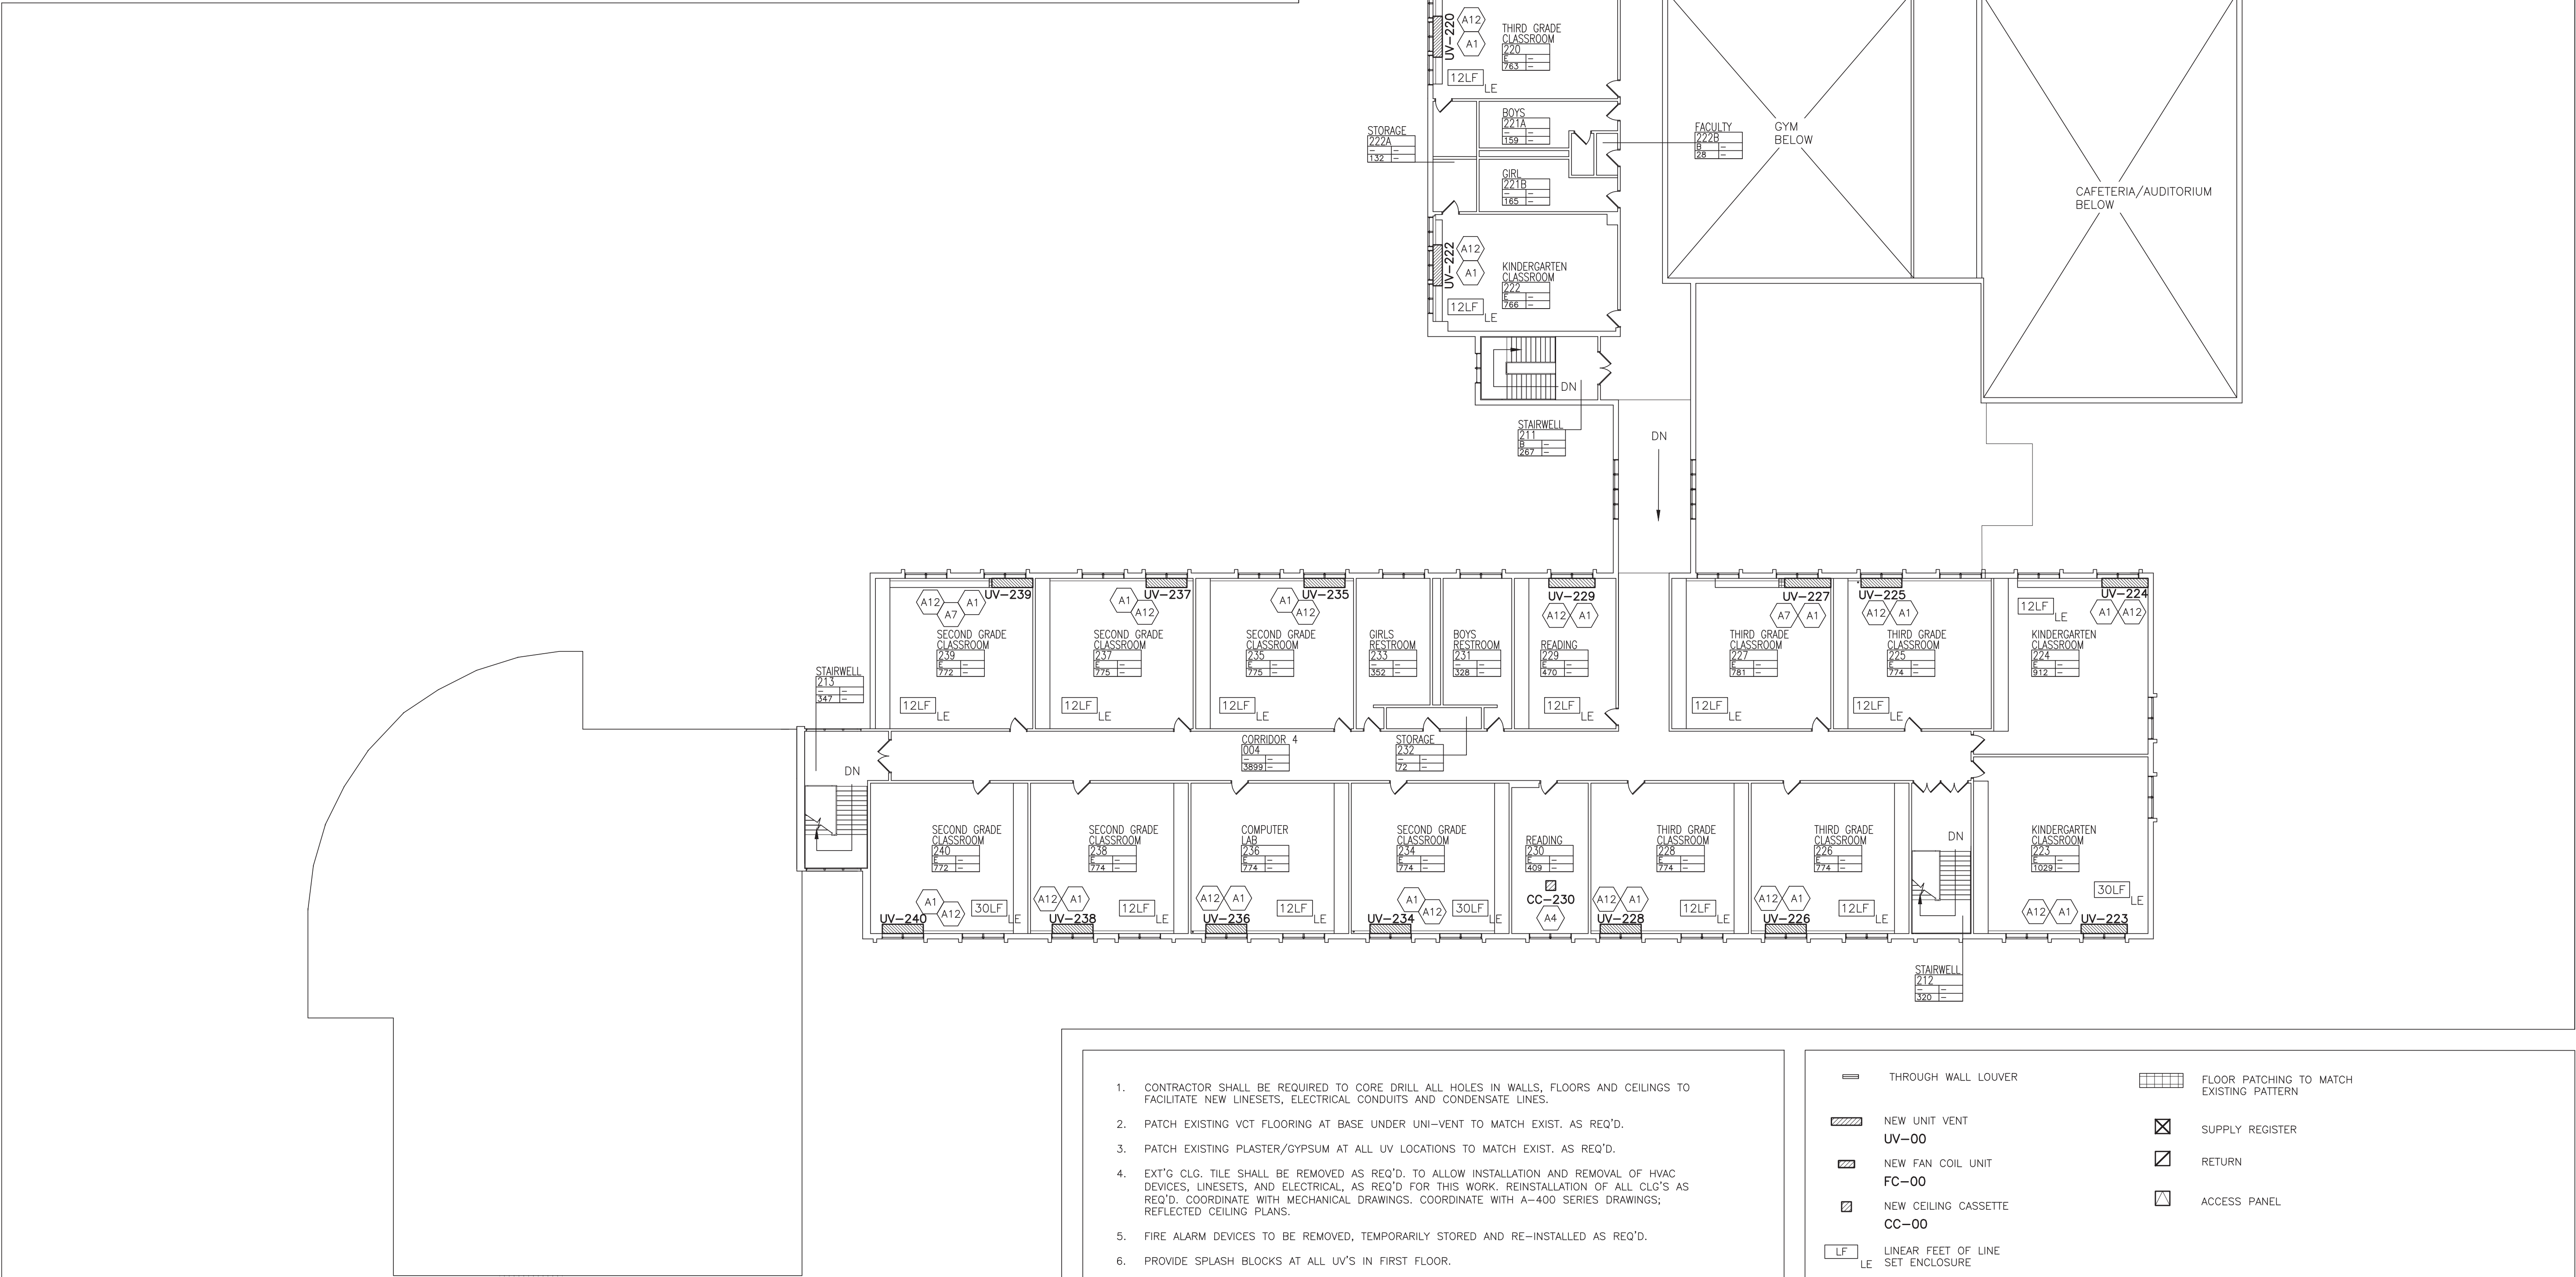 UV-220
A12
A1
THIRD GRADE
CLASSROOM
220
E -
763 -
12LF
LE
STORAGE
222A
- -
132 -
BOYS
221A
- -
159 -
GIRL
221B
- -
165 -
FACULTY
222B
B -
28 -
GYM
BELOW
CAFETERIA/AUDITORIUM
BELOW
UV-222
A12
A1
KINDERGARTEN
CLASSROOM
222
E -
766 -
12LF
LE
DN
STAIRWELL
211
B -
267 -
DN
UV-239
A12
A7
A1
SECOND GRADE
CLASSROOM
239
E -
772 -
12LF
LE
UV-237
A1
A12
SECOND GRADE
CLASSROOM
237
E -
775 -
12LF
LE
UV-235
A1
A12
SECOND GRADE
CLASSROOM
235
E -
775 -
12LF
LE
GIRLS
RESTROOM
233
- -
352 -
BOYS
RESTROOM
231
- -
328 -
UV-229
A12
A1
READING
229
E -
470 -
12LF
LE
UV-227
A7
A1
THIRD GRADE
CLASSROOM
227
E -
781 -
12LF
LE
UV-225
A12
A1
THIRD GRADE
CLASSROOM
225
E -
774 -
12LF
LE
UV-224
12LF
LE
A1
A12
KINDERGARTEN
CLASSROOM
224
E -
912 -
STAIRWELL
213
- -
347 -
DN
CORRIDOR 4
004
- -
3899 -
STORAGE
232
- -
72 -
SECOND GRADE
CLASSROOM
240
E -
772 -
A1
A12
30LF
LE
UV-240
SECOND GRADE
CLASSROOM
238
E -
774 -
A12
A1
12LF
LE
UV-238
COMPUTER
LAB
236
E -
774 -
A12
A1
12LF
LE
UV-236
SECOND GRADE
CLASSROOM
234
E -
774 -
A1
A12
30LF
LE
UV-234
READING
230
E -
409 -
CC-230
A4
THIRD GRADE
CLASSROOM
228
E -
774 -
A12
A1
12LF
LE
UV-228
THIRD GRADE
CLASSROOM
226
E -
774 -
A12
A1
12LF
LE
UV-226
DN
KINDERGARTEN
CLASSROOM
223
E -
1029 -
30LF
LE
A12
A1
UV-223
STAIRWELL
212
- -
320 -
1. CONTRACTOR SHALL BE REQUIRED TO CORE DRILL ALL HOLES IN WALLS, FLOORS AND CEILINGS TO
FACILITATE NEW LINESETS, ELECTRICAL CONDUITS AND CONDENSATE LINES.
2. PATCH EXISTING VCT FLOORING AT BASE UNDER UNI-VENT TO MATCH EXIST. AS REQ'D.
3. PATCH EXISTING PLASTER/GYPSUM AT ALL UV LOCATIONS TO MATCH EXIST. AS REQ'D.
4. EXT'G CLG. TILE SHALL BE REMOVED AS REQ'D. TO ALLOW INSTALLATION AND REMOVAL OF HVAC
DEVICES, LINESETS, AND ELECTRICAL, AS REQ'D FOR THIS WORK. REINSTALLATION OF ALL CLG'S AS
REQ'D. COORDINATE WITH MECHANICAL DRAWINGS. COORDINATE WITH A-400 SERIES DRAWINGS;
REFLECTED CEILING PLANS.
5. FIRE ALARM DEVICES TO BE REMOVED, TEMPORARILY STORED AND RE-INSTALLED AS REQ'D.
6. PROVIDE SPLASH BLOCKS AT ALL UV'S IN FIRST FLOOR.
THROUGH WALL LOUVER
NEW UNIT VENT
UV-00
NEW FAN COIL UNIT
FC-00
NEW CEILING CASSETTE
CC-00
LF
LE
LINEAR FEET OF LINE
SET ENCLOSURE
FLOOR PATCHING TO MATCH
EXISTING PATTERN
SUPPLY REGISTER
RETURN
ACCESS PANEL